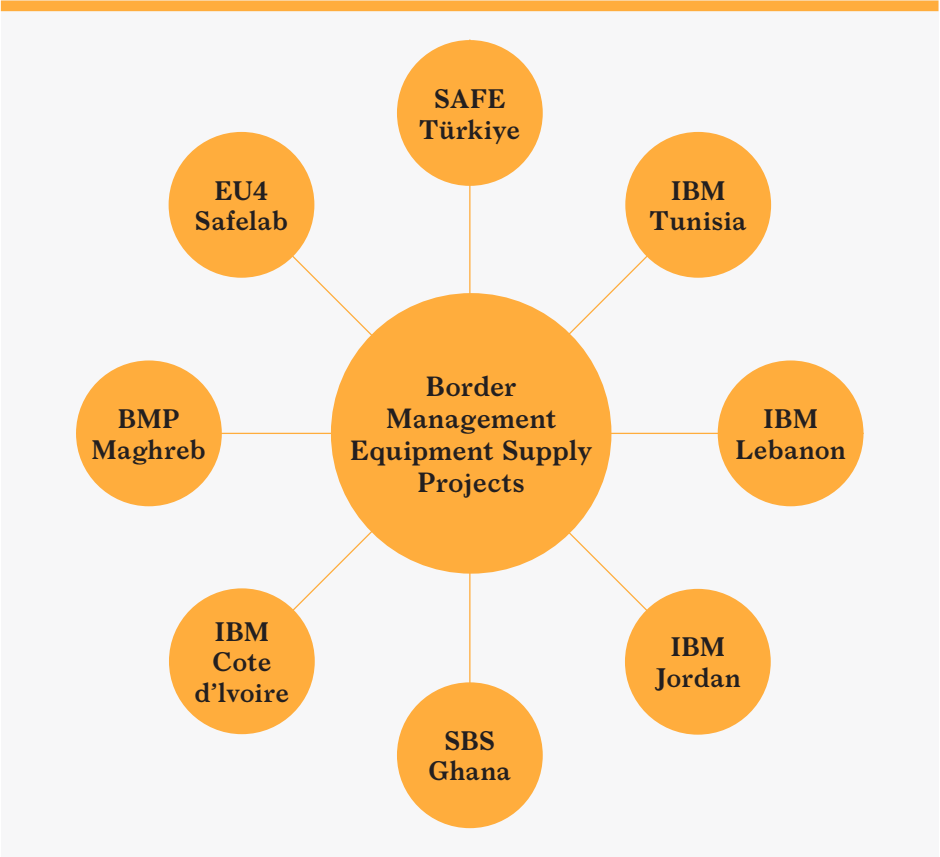 SAFE
Türkiye
EU4
Safelab
IBM
Tunisia
Border
Management
Equipment Supply
Projects
BMP
Maghreb
IBM
Lebanon
IBM
Cote
d'lvoire
IBM
Jordan
SBS
Ghana